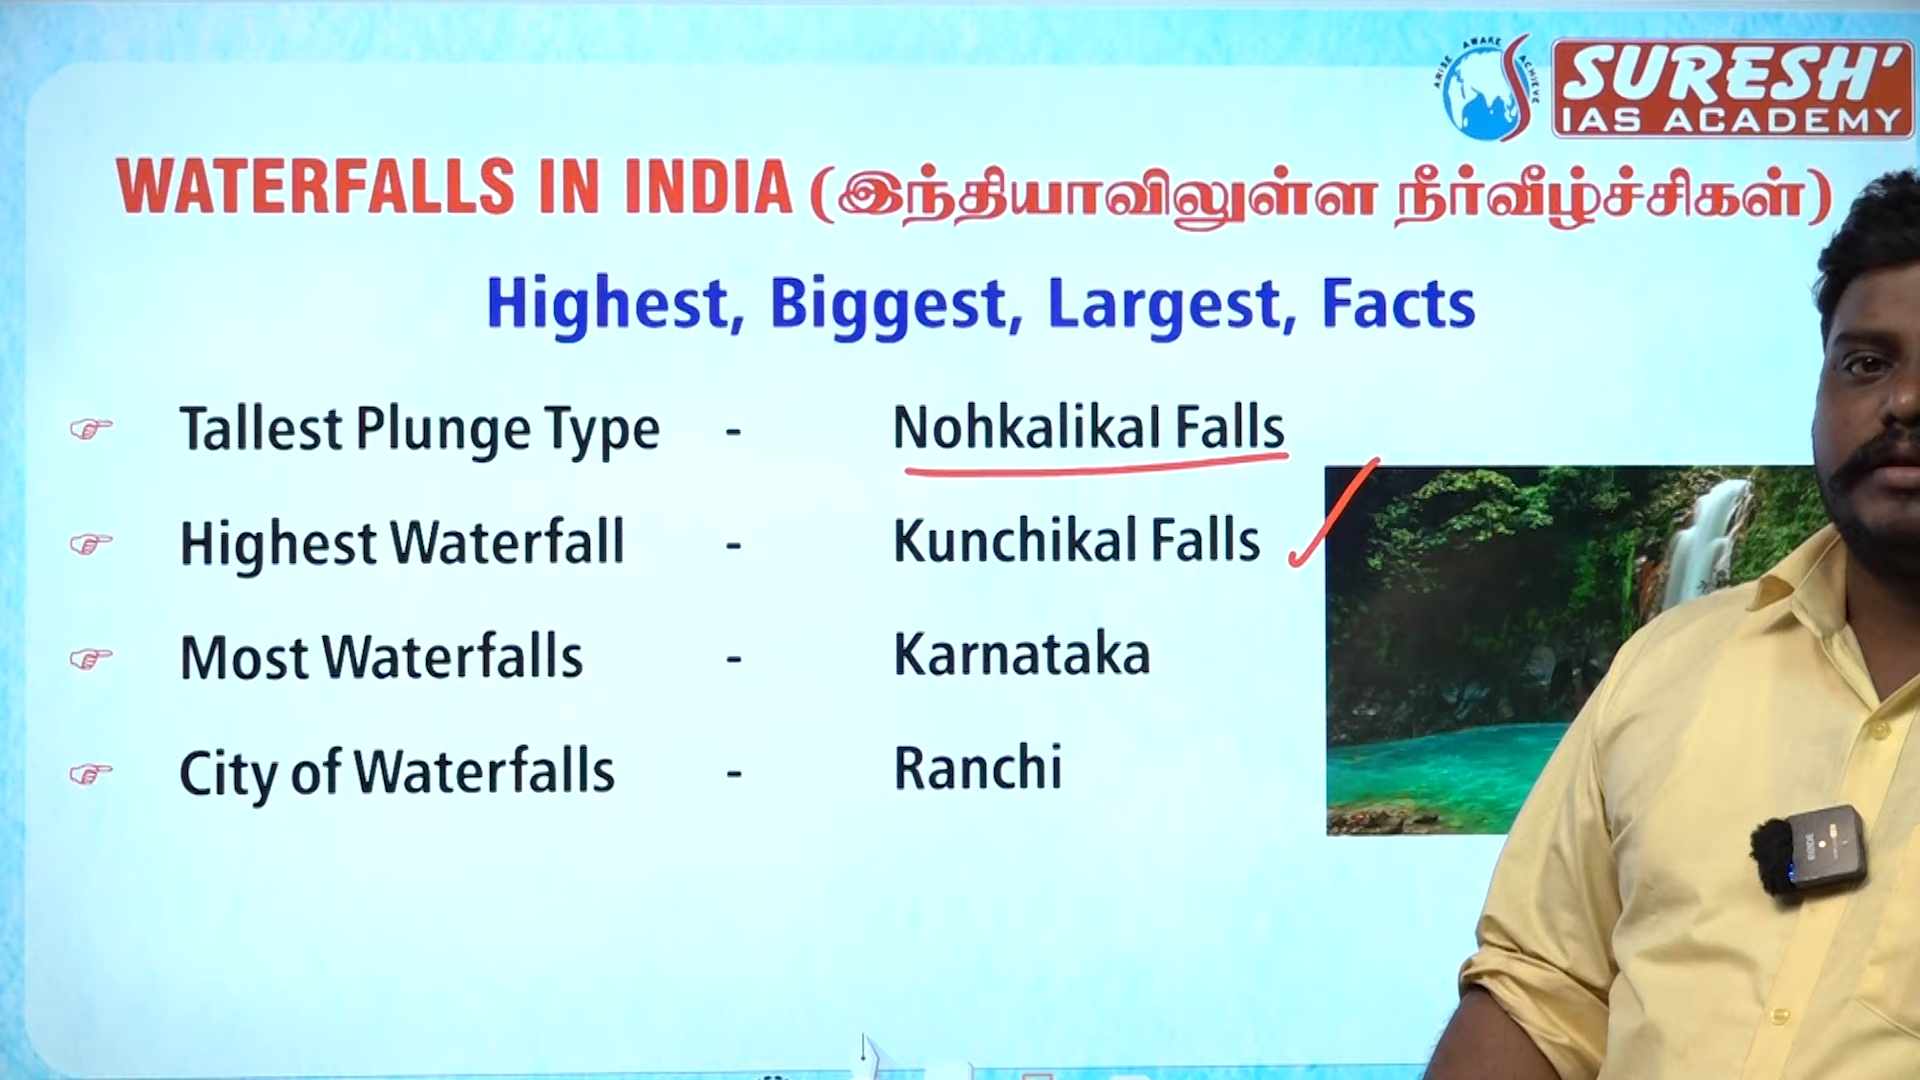 ARISE AWAKE ACHIEVE
SURESH'
IAS ACADEMY
WATERFALLS IN INDIA (இந்தியாவிலுள்ள நீர்வீழ்ச்சிகள்)
Highest, Biggest, Largest, Facts
Tallest Plunge Type - Nohkalikal Falls
Highest Waterfall - Kunchikal Falls
Most Waterfalls - Karnataka
City of Waterfalls - Ranchi